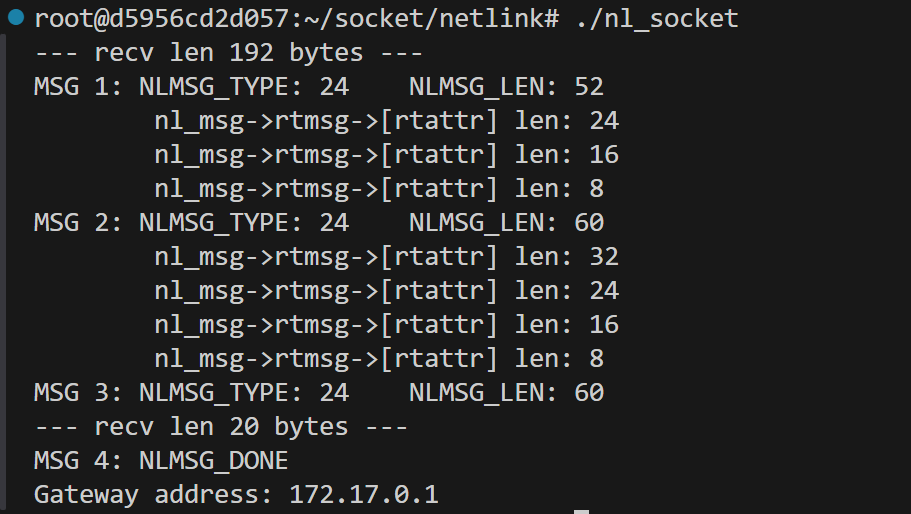 root@d5956cd2d057:~/socket/netlink# ./nl_socket
--- recv len 192 bytes ---
MSG 1: NLMSG_TYPE: 24    NLMSG_LEN: 52
        nl_msg->rtmsg->[rtattr] len: 24
        nl_msg->rtmsg->[rtattr] len: 16
        nl_msg->rtmsg->[rtattr] len: 8
MSG 2: NLMSG_TYPE: 24    NLMSG_LEN: 60
        nl_msg->rtmsg->[rtattr] len: 32
        nl_msg->rtmsg->[rtattr] len: 24
        nl_msg->rtmsg->[rtattr] len: 16
        nl_msg->rtmsg->[rtattr] len: 8
MSG 3: NLMSG_TYPE: 24    NLMSG_LEN: 60
--- recv len 20 bytes ---
MSG 4: NLMSG_DONE
Gateway address: 172.17.0.1